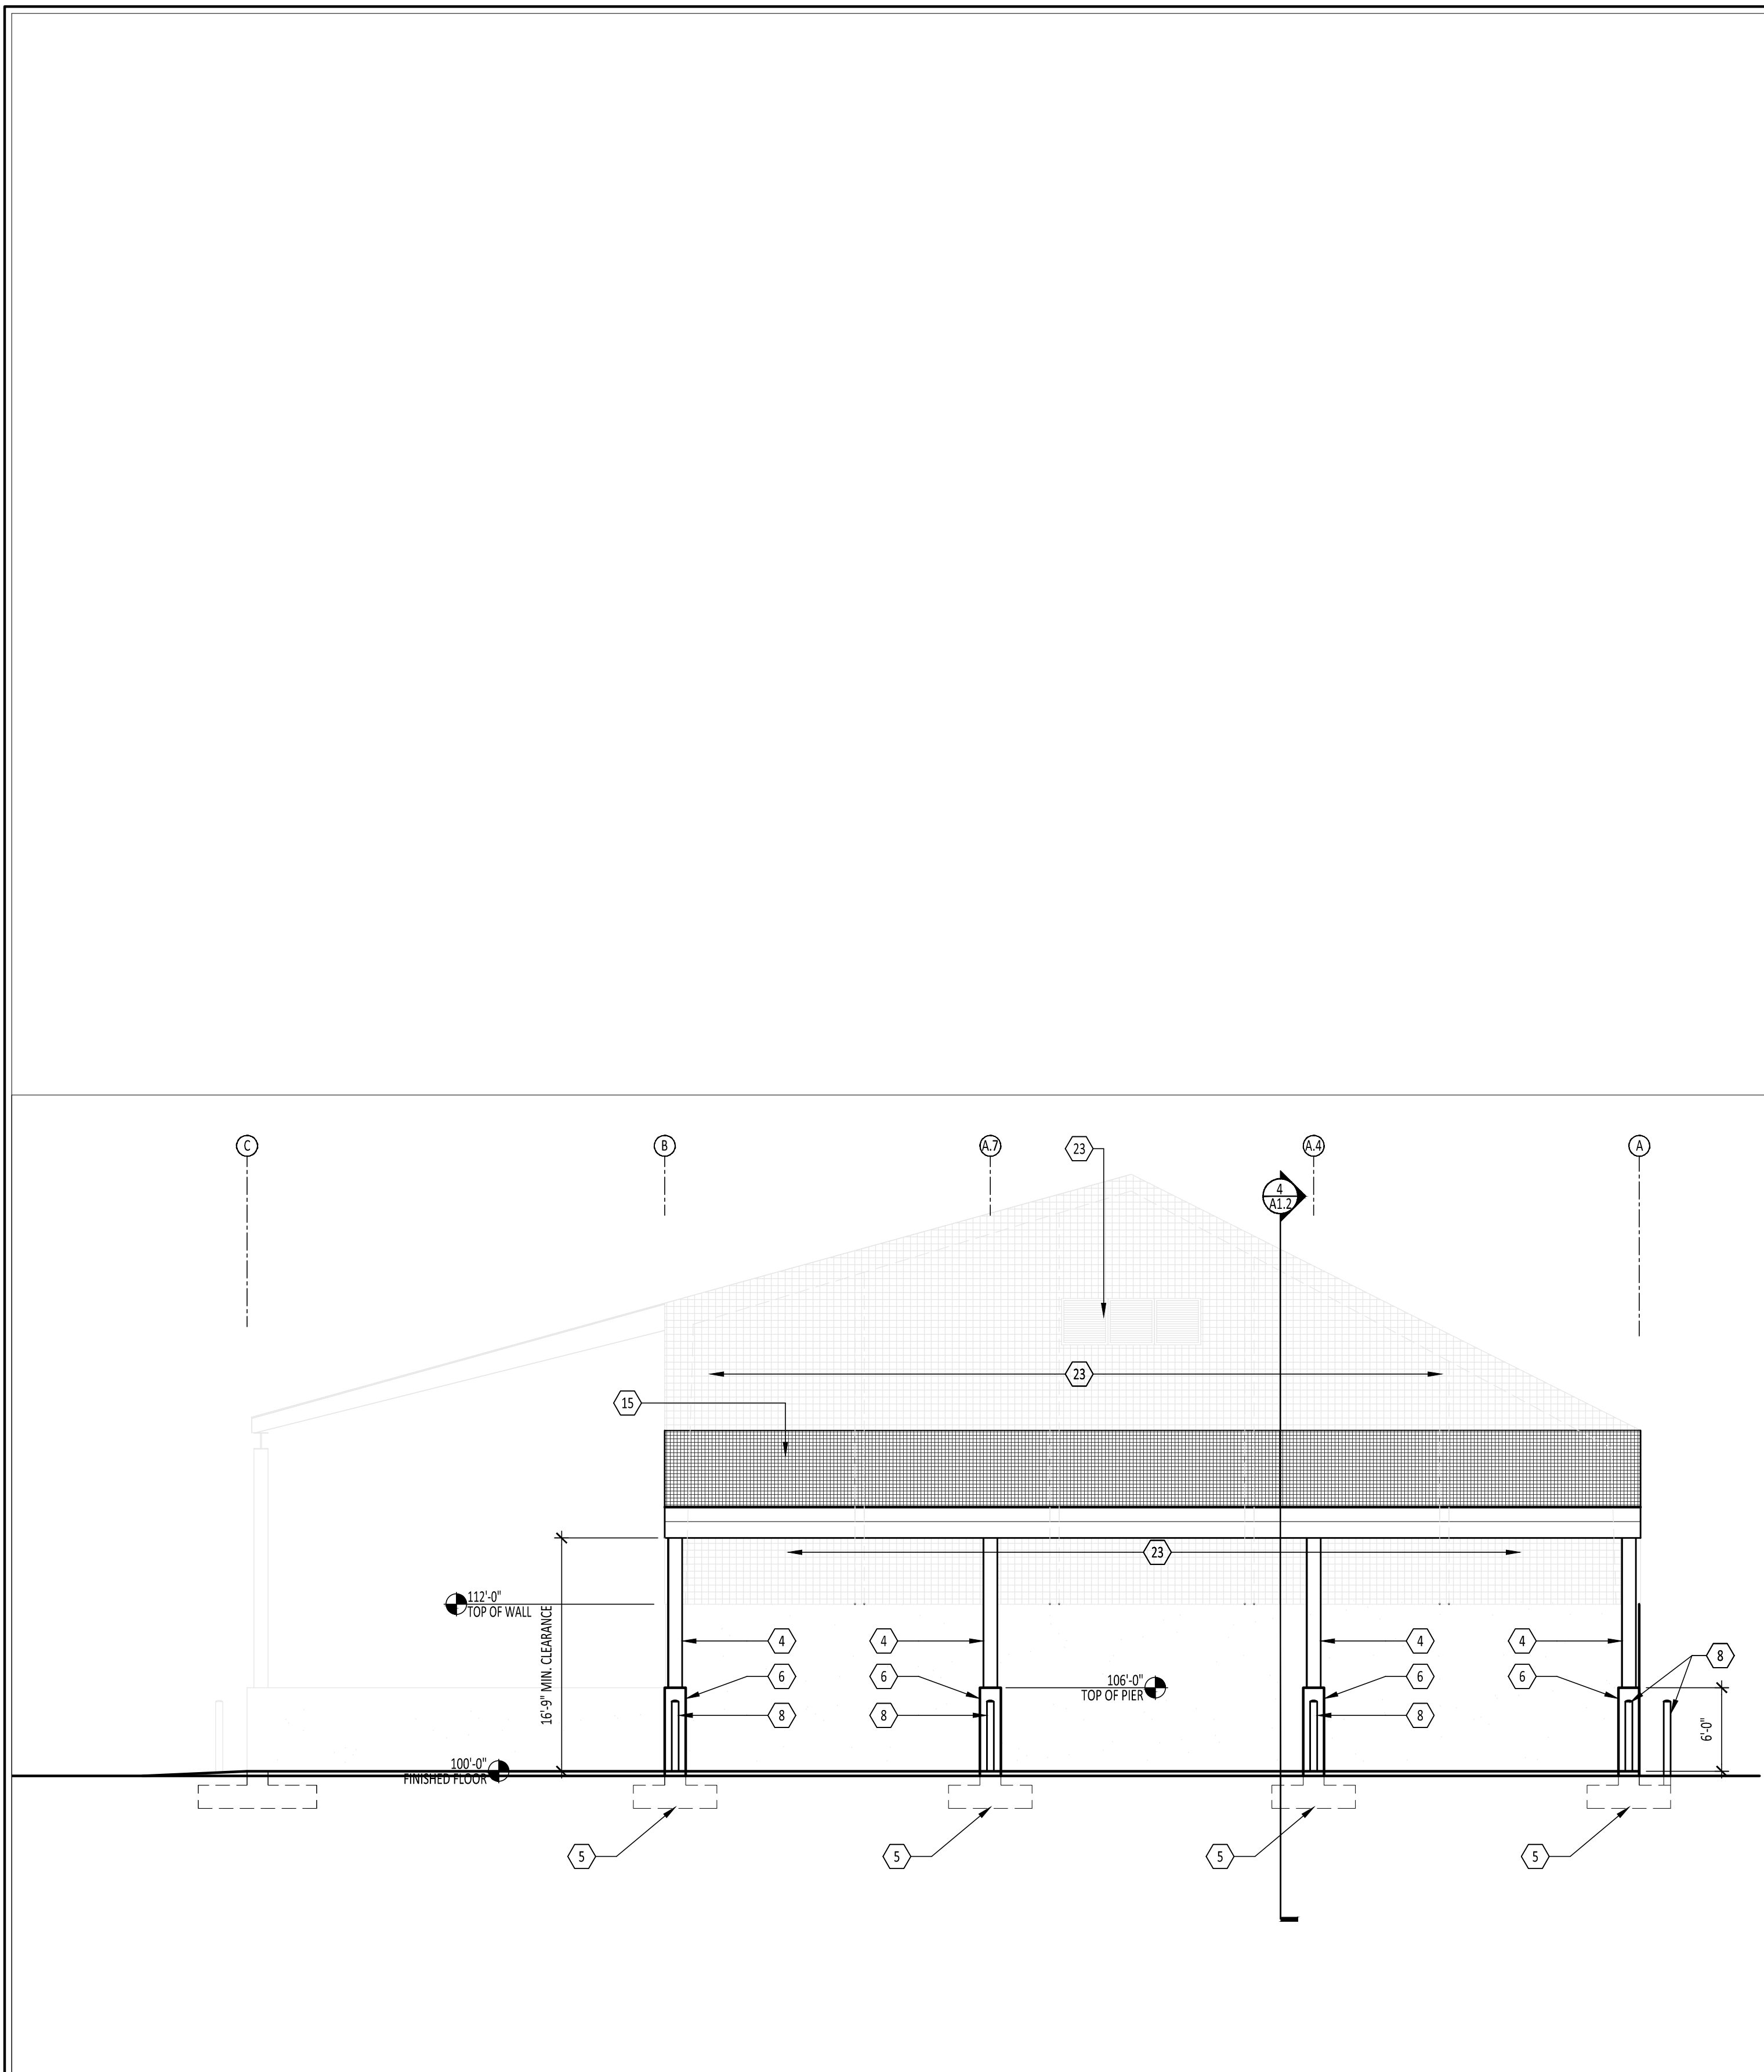 C
B
A.7
A.4
A
23
4
A1.2
23
15
23
112'-0"
TOP OF WALL
16'-9" MIN. CLEARANCE
4
4
4
4
8
6
6
6
6
106'-0"
TOP OF PIER
8
8
8
6'-0"
100'-0"
FINISHED FLOOR
5
5
5
5